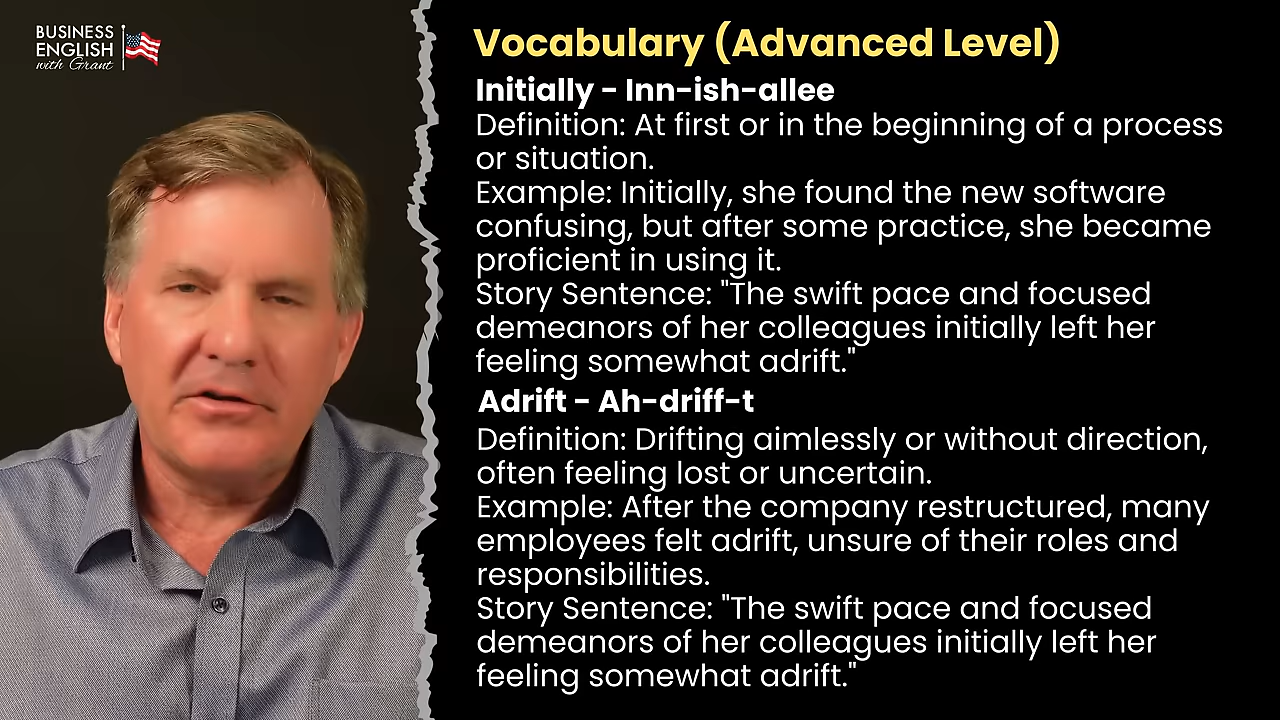 BUSINESS
ENGLISH
with Grant
Vocabulary (Advanced Level)
Initially - Inn-ish-allee
Definition: At first or in the beginning of a process
or situation.
Example: Initially, she found the new software
confusing, but after some practice, she became
proficient in using it.
Story Sentence: "The swift pace and focused
demeanors of her colleagues initially left her
feeling somewhat adrift."
Adrift - Ah-driff-t
Definition: Drifting aimlessly or without direction,
often feeling lost or uncertain.
Example: After the company restructured, many
employees felt adrift, unsure of their roles and
responsibilities.
Story Sentence: "The swift pace and focused
demeanors of her colleagues initially left her
feeling somewhat adrift."